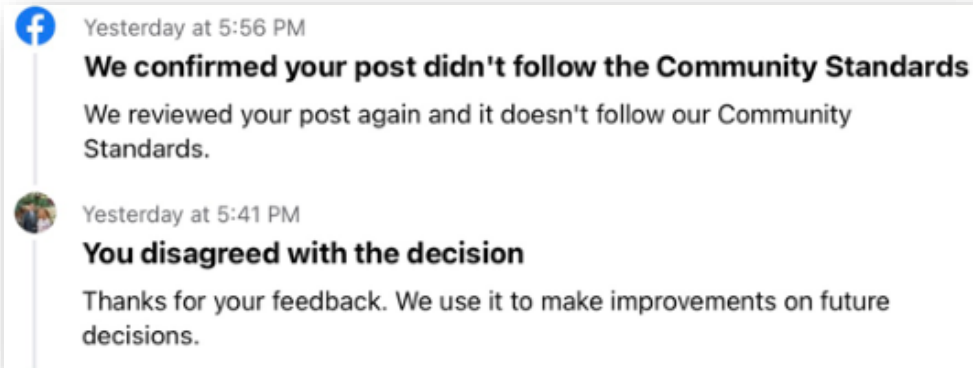 Yesterday at 5:56 PM
We confirmed your post didn't follow the Community Standards
We reviewed your post again and it doesn't follow our Community
Standards.
Yesterday at 5:41 PM
You disagreed with the decision
Thanks for your feedback. We use it to make improvements on future
decisions.